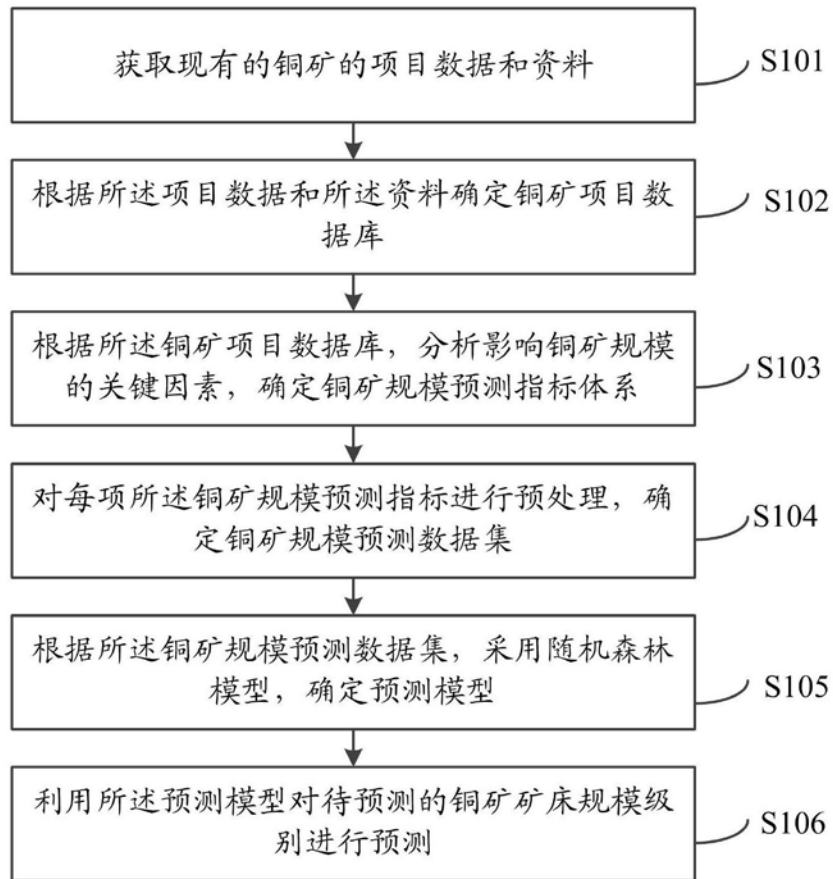 获取现有的铜矿的项目数据和资料
S101
根据所述项目数据和所述资料确定铜矿项目数
据库
S102
根据所述铜矿项目数据库，分析影响铜矿规模
的关键因素，确定铜矿规模预测指标体系
S103
对每项所述铜矿规模预测指标进行预处理，确
定铜矿规模预测数据集
S104
根据所述铜矿规模预测数据集，采用随机森林
模型，确定预测模型
S105
利用所述预测模型对待预测的铜矿矿床规模级
别进行预测
S106